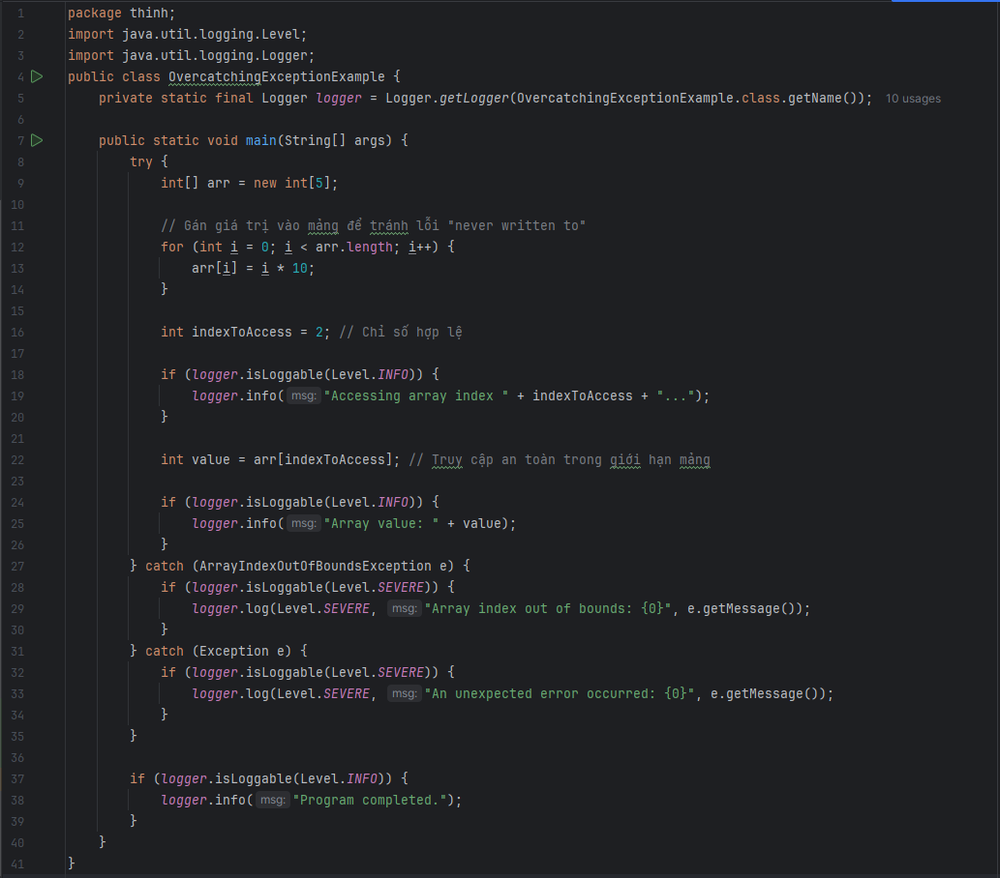 1 package thinh;
2 import java.util.logging.Level;
3 import java.util.logging.Logger;
4 public class OvercatchingExceptionExample {
5     private static final Logger logger = Logger.getLogger(OvercatchingExceptionExample.class.getName()); 10 usages
6
7     public static void main(String[] args) {
8         try {
9             int[] arr = new int[5];
10
11             // Gán giá trị vào mảng để tránh lỗi "never written to"
12             for (int i = 0; i < arr.length; i++) {
13                 arr[i] = i * 10;
14             }
15
16             int indexToAccess = 2; // Chỉ số hợp lệ
17
18             if (logger.isLoggable(Level.INFO)) {
19                 logger.info( msg: "Accessing array index " + indexToAccess + "...");
20             }
21
22             int value = arr[indexToAccess]; // Truy cập an toàn trong giới hạn mảng
23
24             if (logger.isLoggable(Level.INFO)) {
25                 logger.info( msg: "Array value: " + value);
26             }
27         } catch (ArrayIndexOutOfBoundsException e) {
28             if (logger.isLoggable(Level.SEVERE)) {
29                 logger.log(Level.SEVERE, msg: "Array index out of bounds: {0}", e.getMessage());
30             }
31         } catch (Exception e) {
32             if (logger.isLoggable(Level.SEVERE)) {
33                 logger.log(Level.SEVERE, msg: "An unexpected error occurred: {0}", e.getMessage());
34             }
35         }
36
37         if (logger.isLoggable(Level.INFO)) {
38             logger.info( msg: "Program completed.");
39         }
40     }
41 }